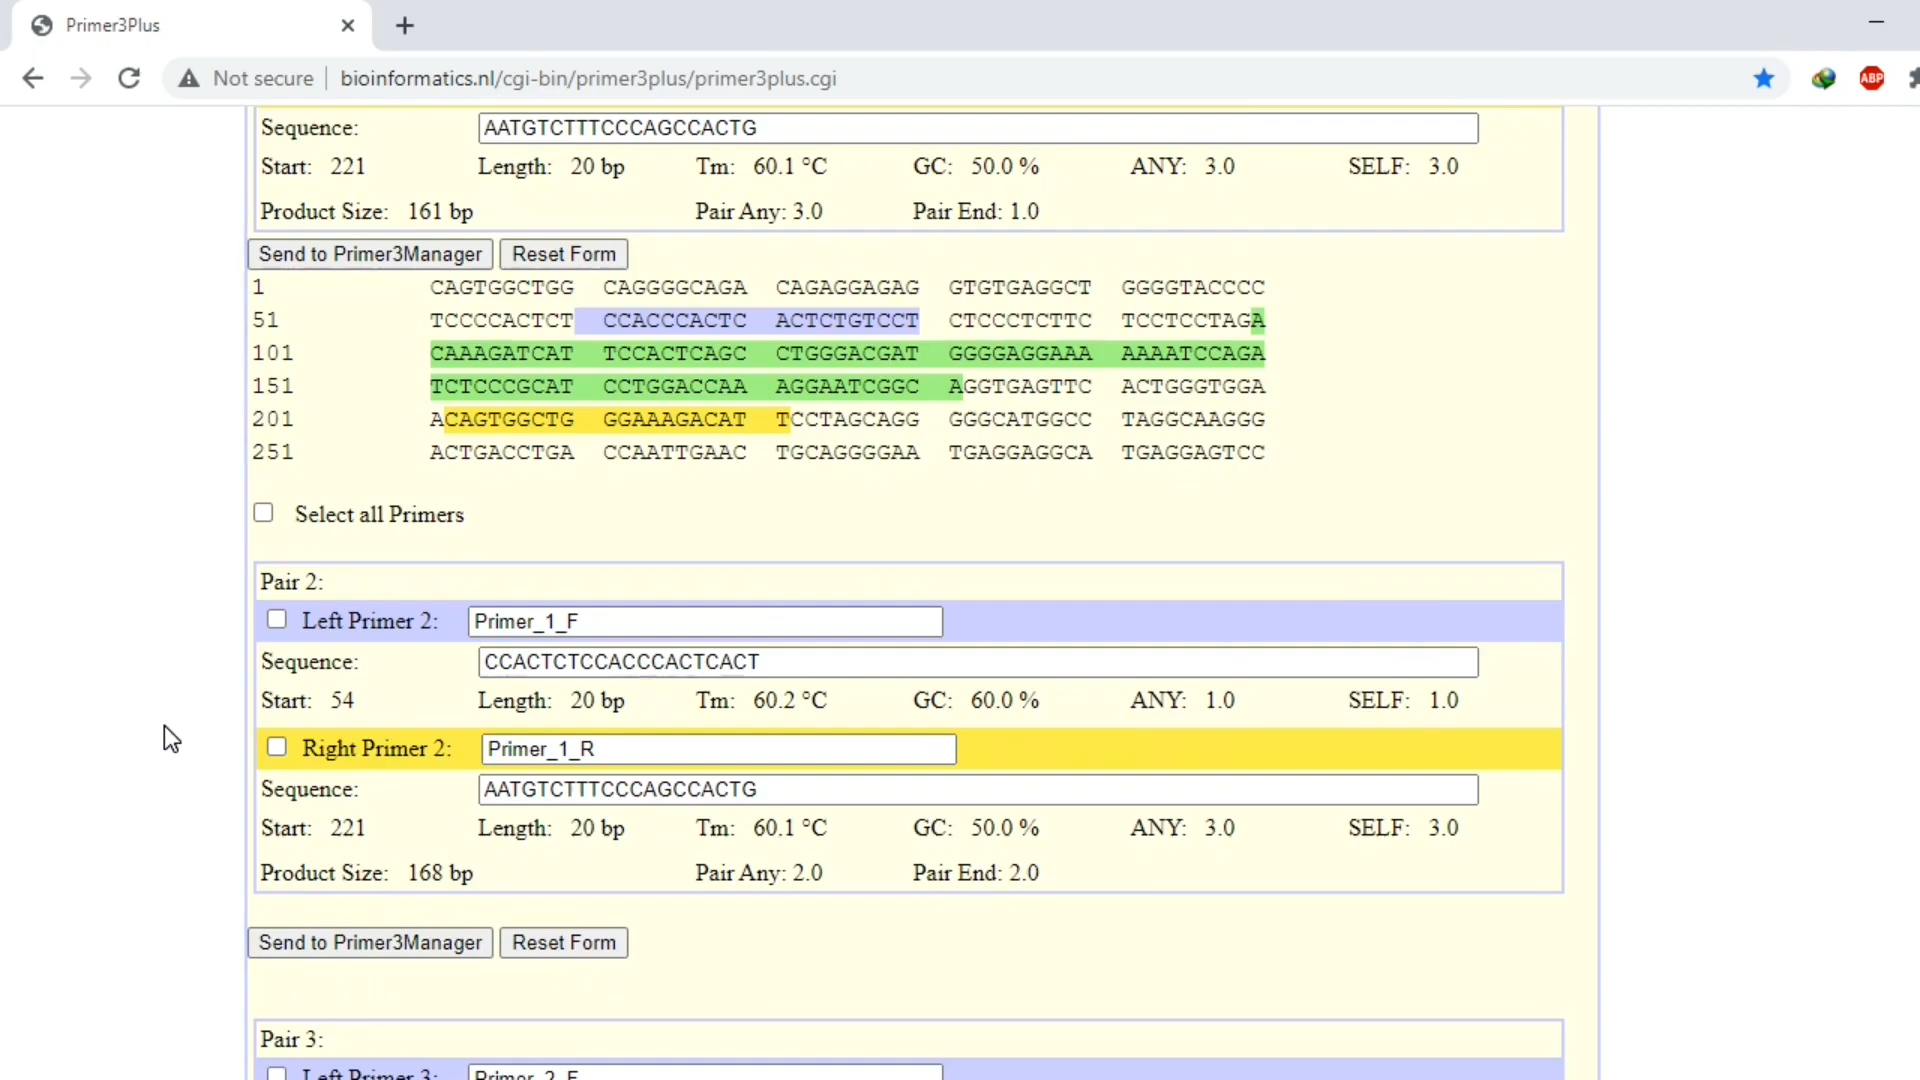 Primer3Plus
Not secure bioinformatics.nl/cgi-bin/primer3plus/primer3plus.cgi
ABP
Sequence: AATGTCTTTCCCAGCCACTG
Start: 221 Length: 20 bp Tm: 60.1 °C GC: 50.0 % ANY: 3.0 SELF: 3.0
Product Size: 161 bp Pair Any: 3.0 Pair End: 1.0
Send to Primer3Manager Reset Form
1 CAGTGGCTGG CAGGGGCAGA CAGAGGAGAG GTGTGAGGCT GGGGTACCCC
51 TCCCCACTCT CCACCCACTC ACTCTGTCCT CTCCCTCTTC TCCTCCTAGA
101 CAAAGATCAT TCCACTCAGC CTGGGACGAT GGGGAGGAAA AAAATCCAGA
151 TCTCCCGCAT CCTGGACCAA AGGAATCGGC AGGTGAGTTC ACTGGGTGGA
201 ACAGTGGCTG GGAAAGACAT TCCTAGCAGG GGGCATGGCC TAGGCAAGGG
251 ACTGACCTGA CCAATTGAAC TGCAGGGGAA TGAGGAGGCA TGAGGAGTCC
Select all Primers
Pair 2:
Left Primer 2: Primer_1_F
Sequence: CCACTCTCCACCCACTCACT
Start: 54 Length: 20 bp Tm: 60.2 °C GC: 60.0 % ANY: 1.0 SELF: 1.0
Right Primer 2: Primer_1_R
Sequence: AATGTCTTTCCCAGCCACTG
Start: 221 Length: 20 bp Tm: 60.1 °C GC: 50.0 % ANY: 3.0 SELF: 3.0
Product Size: 168 bp Pair Any: 2.0 Pair End: 2.0
Send to Primer3Manager Reset Form
Pair 3:
Left Primer 3: Primer_2_F